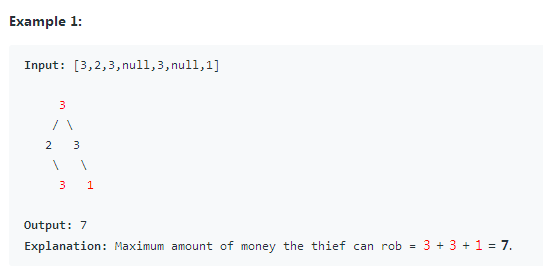 Example 1:
Input: [3,2,3,null,3,null,1]
3
/ \
2 3
\ \
3 1
Output: 7
Explanation: Maximum amount of money the thief can rob = 3 + 3 + 1 = 7.